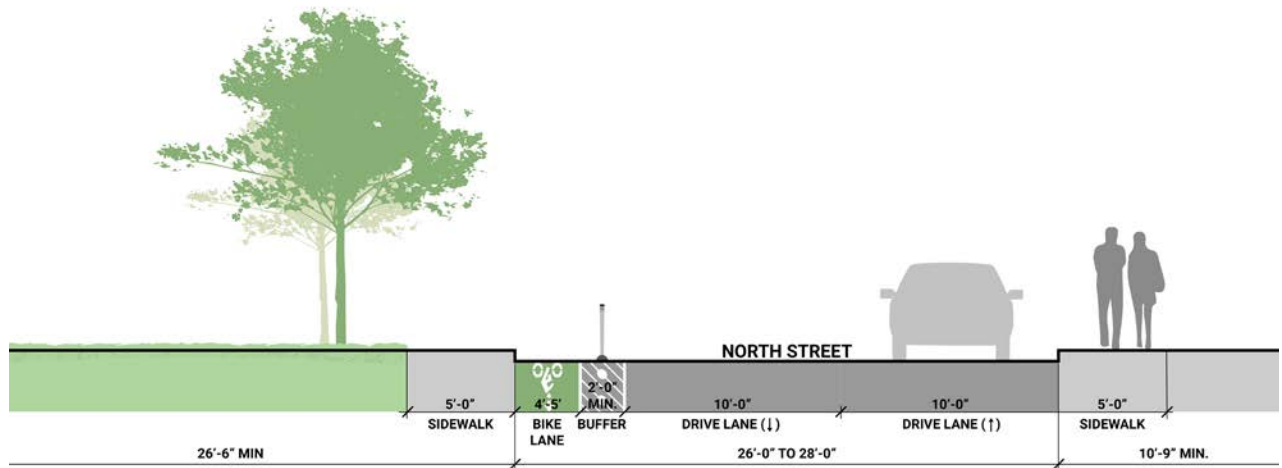 NORTH STREET
5’-0” 4’-5’ 2’-0” MIN. 10’-0” 10’-0” 5’-0”
SIDEWALK BIKE LANE BUFFER DRIVE LANE (↓) DRIVE LANE (↑) SIDEWALK
26’-6” MIN 26’-0” TO 28’-0” 10’-9” MIN.